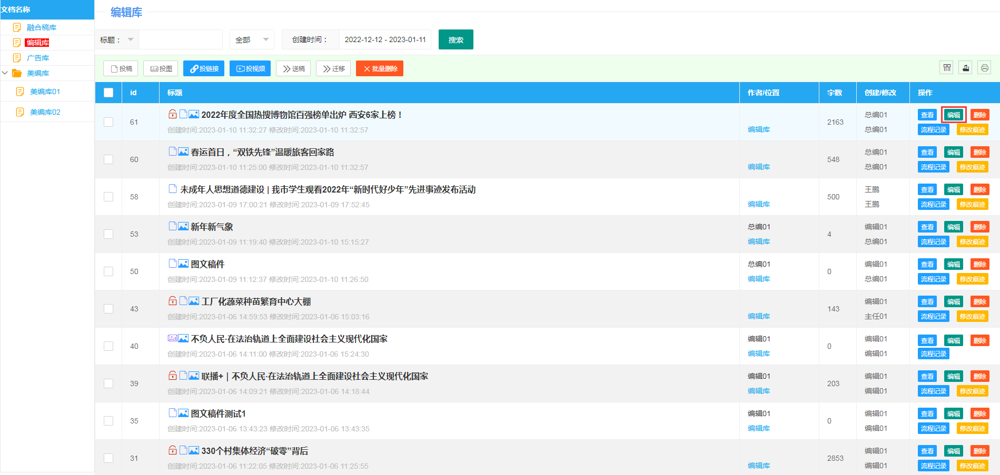 文档名称
融合稿库
编辑库
广告库
美编库
美编库01
美编库02
编辑库
标题： 全部 创建时间： 2022-12-12 - 2023-01-11 搜索
投稿 投图 投链接 投视频 送稿 迁移 批量删除
id 标题 作者/位置 字数 创建/修改 操作
61 2022年度全国热搜博物馆百强榜单出炉 西安6家上榜！ 2163 总编01 查看 编辑 删除
创建时间:2023-01-10 11:32:27 修改时间:2023-01-10 11:32:57 编辑库 总编01 流程记录 修改痕迹
60 春运首日，“双铁先锋”温暖旅客回家路 548 总编01 查看 编辑 删除
创建时间:2023-01-10 11:25:00 修改时间:2023-01-10 11:32:57 编辑库 总编01 流程记录 修改痕迹
58 未成年人思想道德建设 | 我市学生观看2022年“新时代好少年”先进事迹发布活动 500 王鹏 查看 编辑 删除
创建时间:2023-01-09 17:00:21 修改时间:2023-01-09 17:52:45 编辑库 王鹏 流程记录 修改痕迹
53 新年新气象 总编01 4 编辑01 查看 编辑 删除
创建时间:2023-01-09 11:19:40 修改时间:2023-01-10 15:15:27 编辑库 总编01 流程记录 修改痕迹
50 图文稿件 总编01 0 编辑01 查看 编辑 删除
创建时间:2023-01-09 11:12:37 修改时间:2023-01-10 11:26:50 编辑库 总编01 流程记录 修改痕迹
43 工厂化蔬菜种苗繁育中心大棚 143 编辑01 查看 编辑 删除
创建时间:2023-01-06 14:59:53 修改时间:2023-01-06 15:03:16 编辑库 主任01 流程记录 修改痕迹
40 不负人民·在法治轨道上全面建设社会主义现代化国家 编辑01 0 编辑01 查看 编辑 删除
创建时间:2023-01-06 14:11:00 修改时间:2023-01-06 15:24:30 编辑库 编辑01 流程记录
39 联播+｜不负人民·在法治轨道上全面建设社会主义现代化国家 编辑01 203 编辑01 查看 编辑 删除
创建时间:2023-01-06 14:09:21 修改时间:2023-01-06 14:18:44 编辑库 编辑01 流程记录 修改痕迹
35 图文稿件测试1 编辑01 0 编辑01 查看 编辑 删除
创建时间:2023-01-06 13:43:23 修改时间:2023-01-06 13:43:35 编辑库 编辑01 流程记录 修改痕迹
31 330个村集体经济“破零”背后 2853 编辑01 查看 编辑 删除
创建时间:2023-01-06 11:22:05 修改时间:2023-01-06 11:25:55 编辑库 编辑01 流程记录 修改痕迹